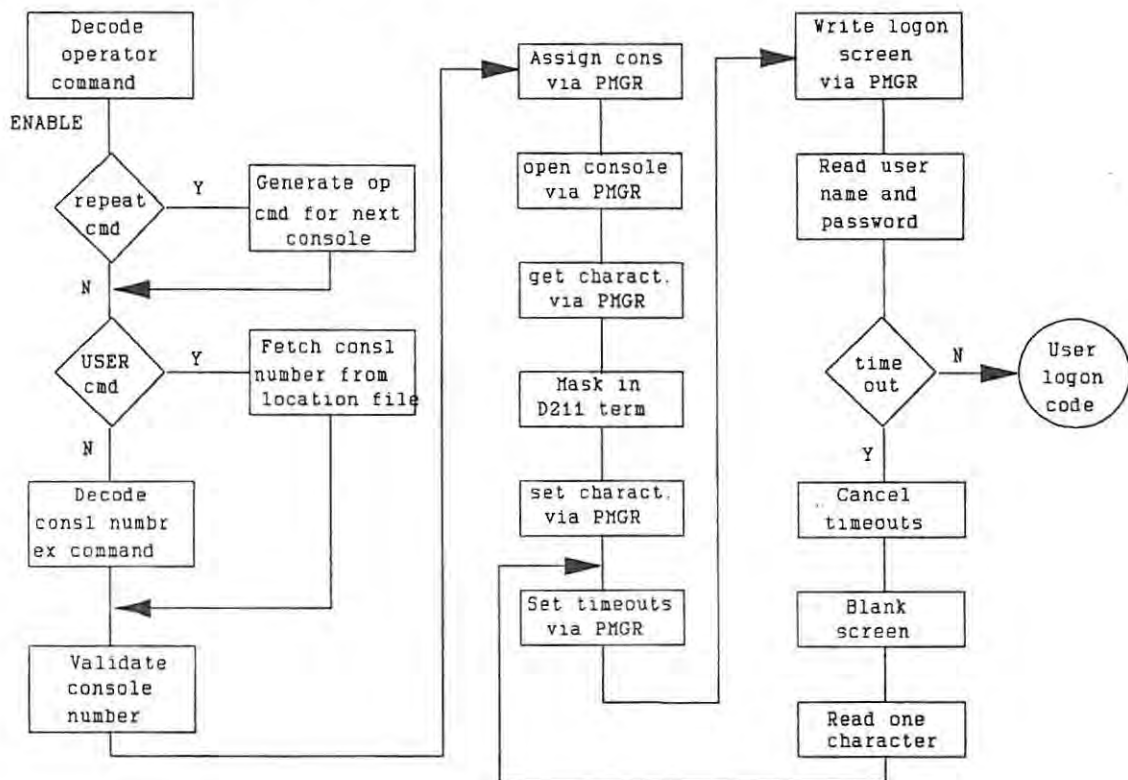 Decode
operator
command
ENABLE
repeat
cmd
Y
Generate op
cmd for next
console
N
USER
cmd
Y
Fetch consl
number from
location file
N
Decode
consl numbr
ex command
Validate
console
number
Assign cons
via PMGR
open console
via PMGR
get charact.
via PMGR
Mask in
D211 term
set charact.
via PMGR
Set timeouts
via PMGR
Write logon
screen
via PMGR
Read user
name and
password
time
out
N
User
logon
code
Y
Cancel
timeouts
Blank
screen
Read one
character